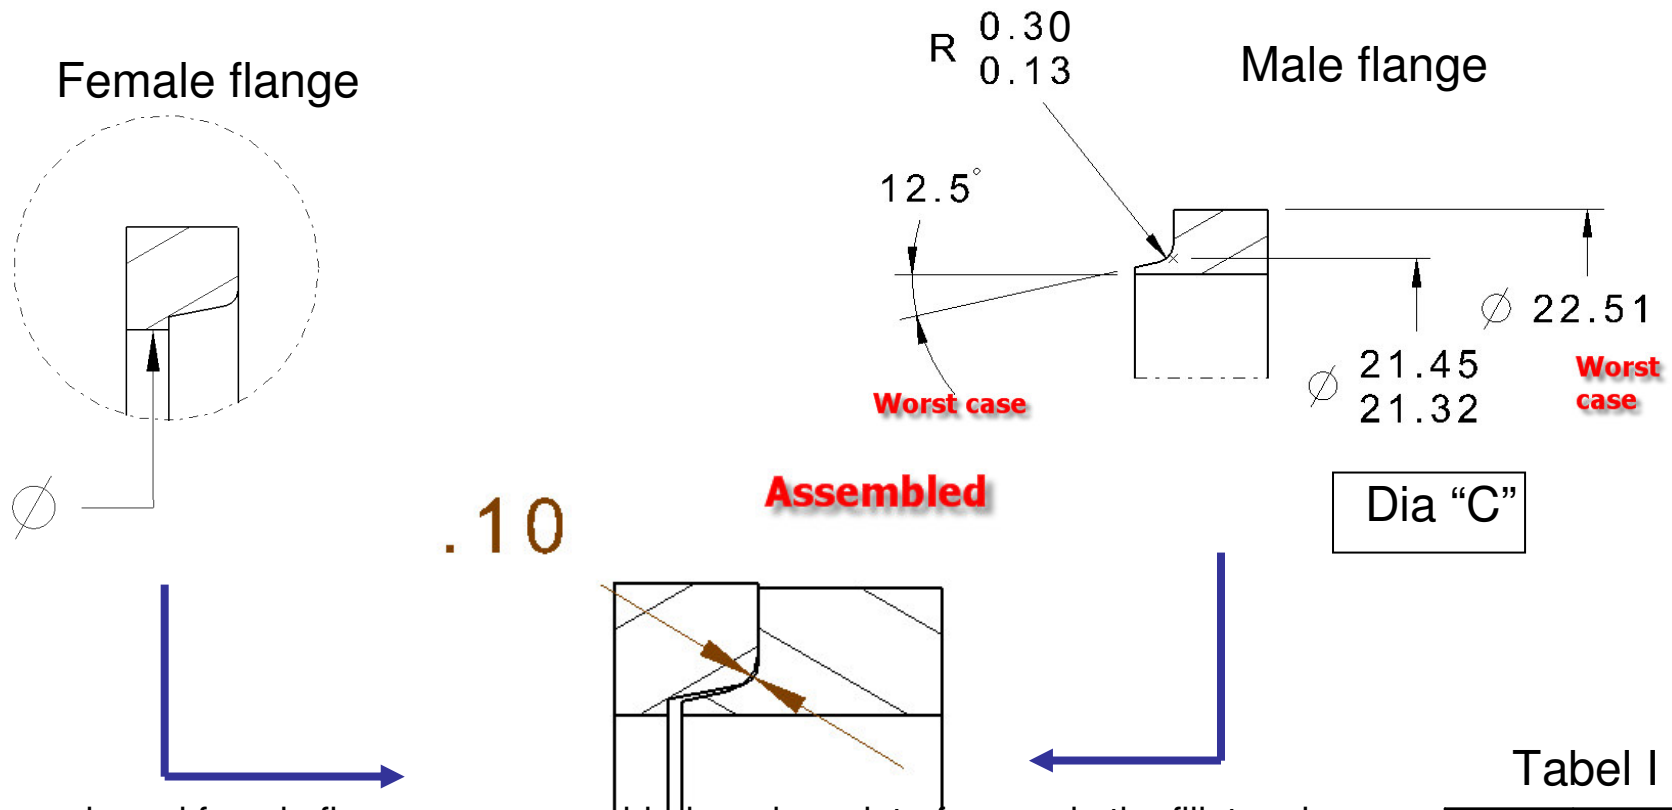 Female flange
R 0.30
0.13
Male flange
12.5°
Ø 22.51
Ø 21.45
21.32
Worst case
Worst
case
Ø
Assembled
.10
Dia “C”
Tabel I